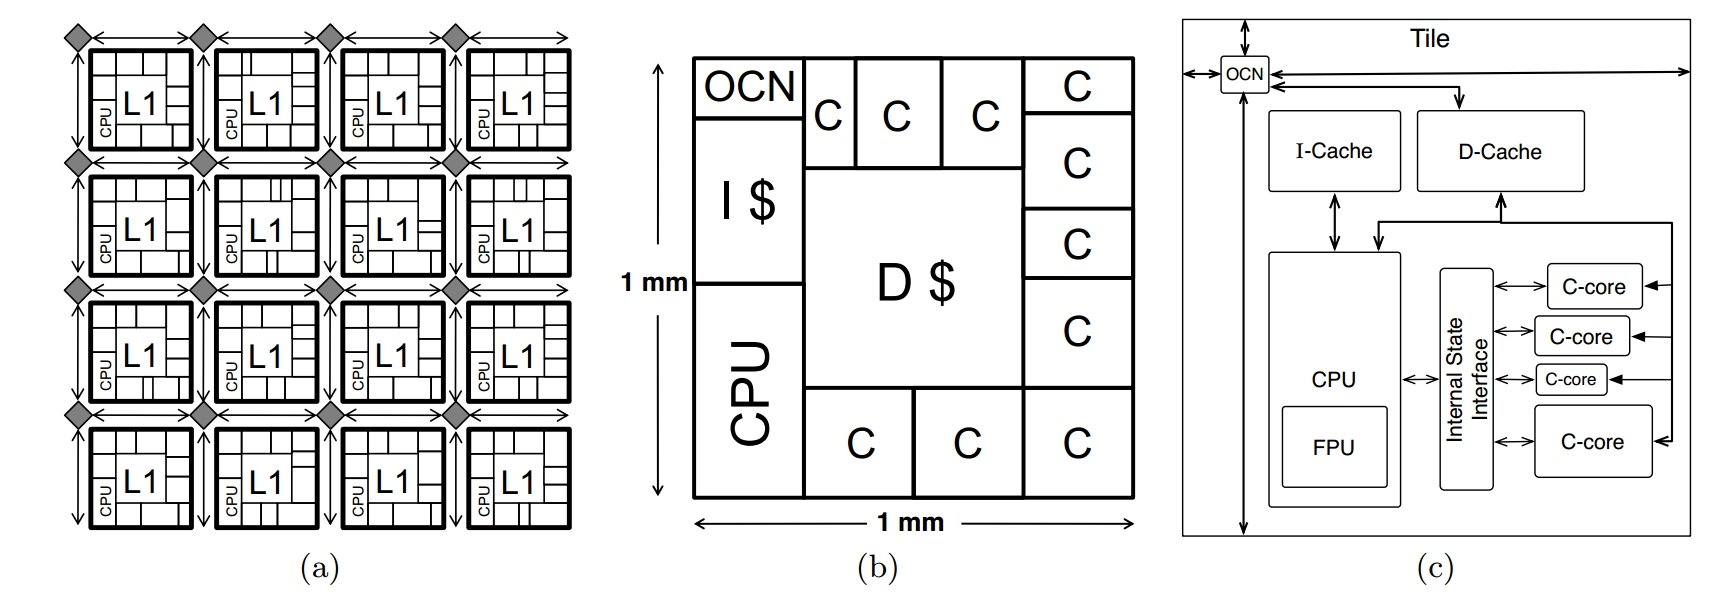 L1 L1 L1 L1
CPU CPU CPU CPU
L1 L1 L1 L1
CPU CPU CPU CPU
L1 L1 L1 L1
CPU CPU CPU CPU
L1 L1 L1 L1
CPU CPU CPU CPU
(a)
OCN
C C C C
I $
C
C
D $
1 mm
C
CPU
C C C
1 mm
(b)
Tile
OCN
I-Cache D-Cache
CPU
FPU
Internal State
Interface
C-core
C-core
C-core
C-core
(c)